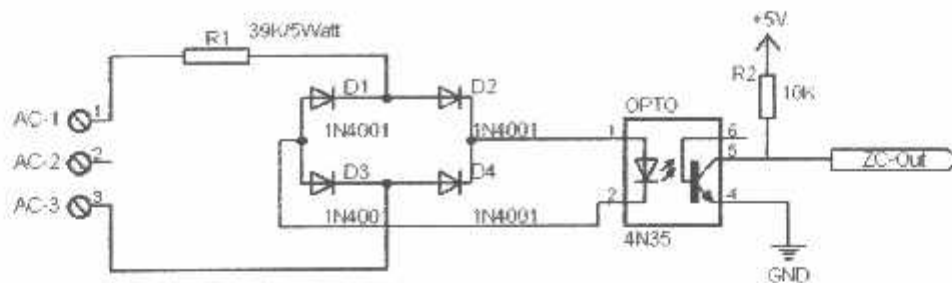 R1 39K/5Watt
+5V
R2
10K
D1 D2
OPTO
AC-1 1
1N4001 1N4001
1 6
AC-2 2
5 ZC-Out
D3 D4
AC-3 3
2 4
1N4001 1N4001
4N35
GND